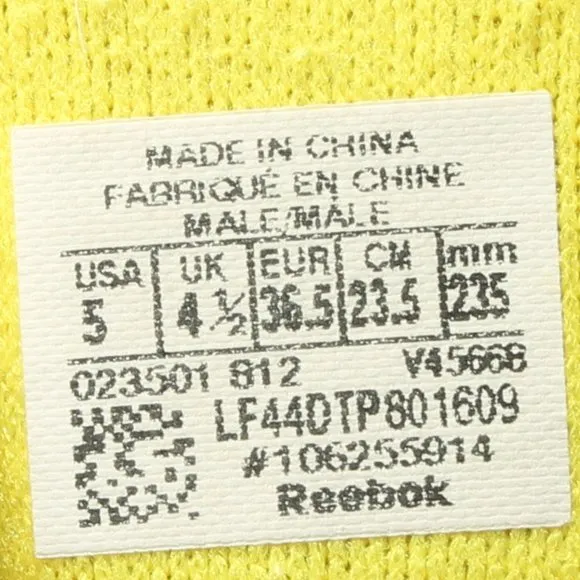 MADE IN CHINA
FABRIQUÉ EN CHINE
MALE/MÂLE
USA UK EUR CM mm
5 4 ½ 36.5 23.5 235
023501 812 V45668
LF44DTP801609
#106255914
Reebok